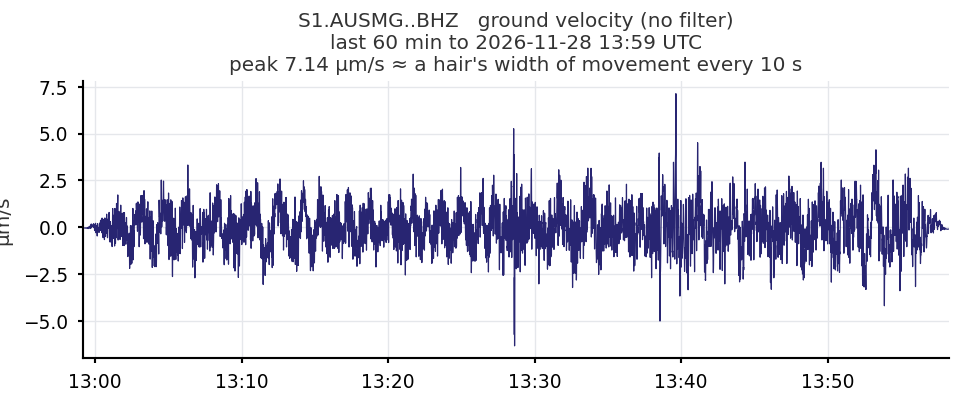 S1.AUSMG..BHZ   ground velocity (no filter)
last 60 min to 2026-11-28 13:59 UTC
peak 7.14 µm/s ≈ a hair's width of movement every 10 s
7.5
5.0
2.5
0.0
−2.5
−5.0
µm/s
13:00 13:10 13:20 13:30 13:40 13:50